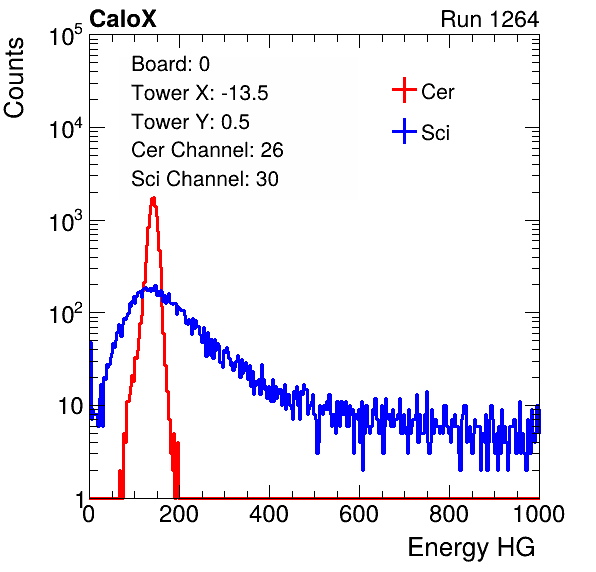 CaloX Run 1264
Counts
Board: 0
Tower X: -13.5
Tower Y: 0.5
Cer Channel: 26
Sci Channel: 30
Cer
Sci
10^5
10^4
10^3
10^2
10
1
0 200 400 600 800 1000
Energy HG